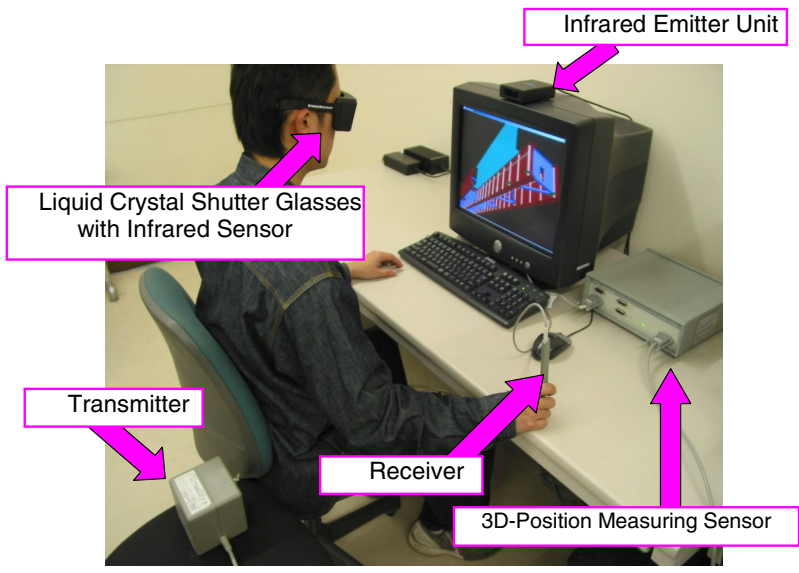 Infrared Emitter Unit
Liquid Crystal Shutter Glasses
with Infrared Sensor
Transmitter
Receiver
3D-Position Measuring Sensor